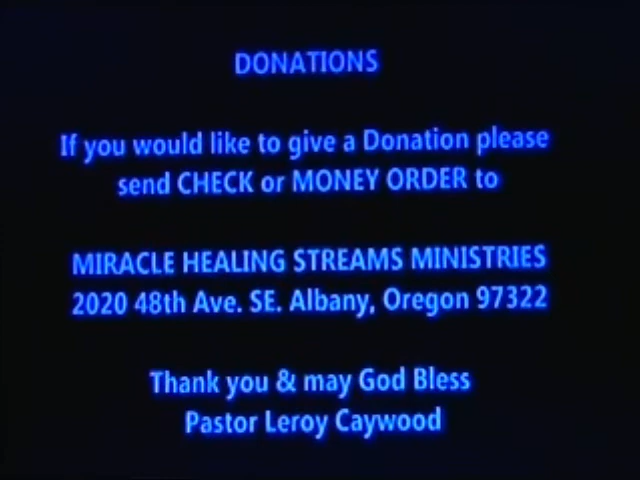 DONATIONS
If you would like to give a Donation please
send CHECK or MONEY ORDER to
MIRACLE HEALING STREAMS MINISTRIES
2020 48th Ave. SE. Albany, Oregon 97322
Thank you & may God Bless
Pastor Leroy Caywood